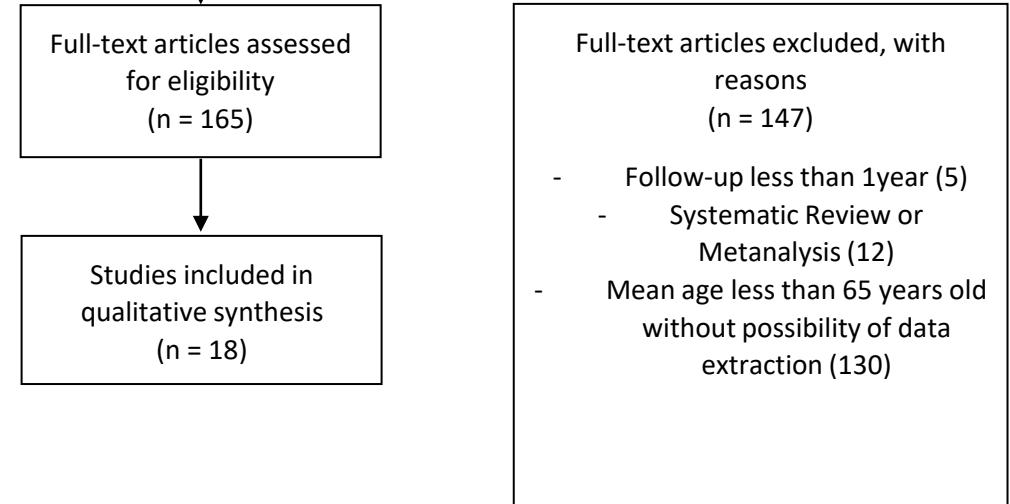 Full-text articles assessed
for eligibility
(n = 165)
Studies included in
qualitative synthesis
(n = 18)
Full-text articles excluded, with
reasons
(n = 147)
- Follow-up less than 1year (5)
- Systematic Review or
Metanalysis (12)
- Mean age less than 65 years old
without possibility of data
extraction (130)